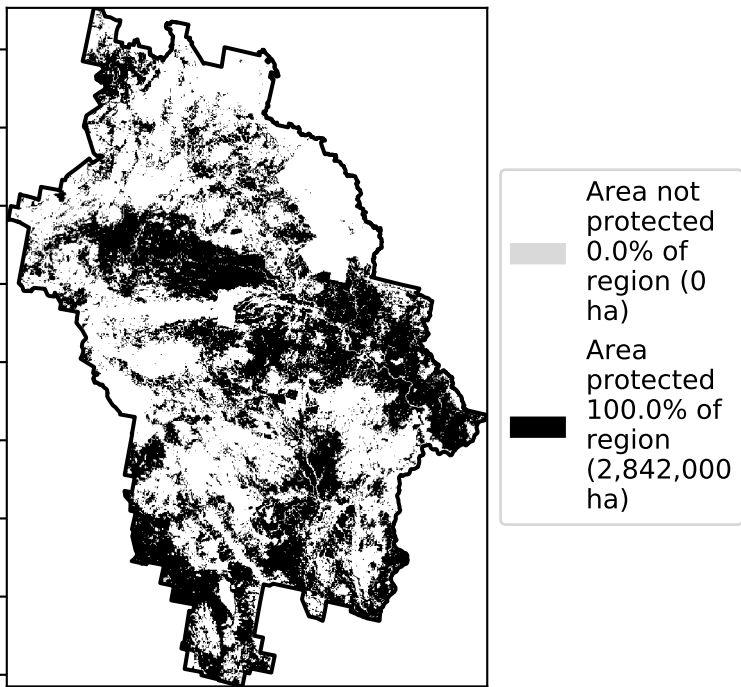 Area not
protected
0.0% of
region (0
ha)
Area
protected
100.0% of
region
(2,842,000
ha)